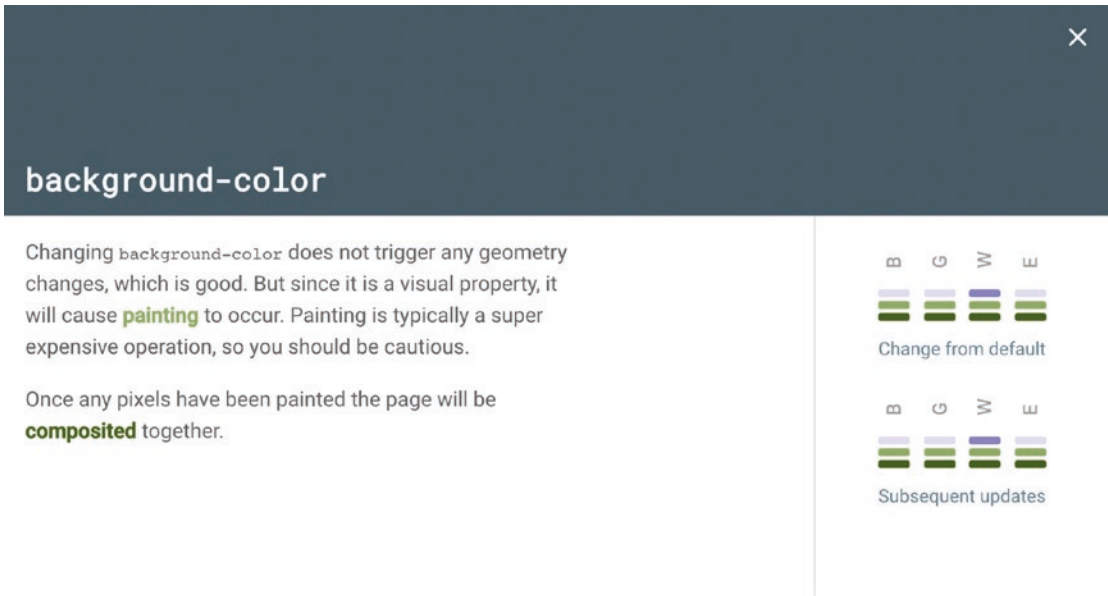 background-color
Changing background-color does not trigger any geometry
changes, which is good. But since it is a visual property, it
will cause painting to occur. Painting is typically a super
expensive operation, so you should be cautious.
Once any pixels have been painted the page will be
composited together.
B G W E
Change from default
B G W E
Subsequent updates